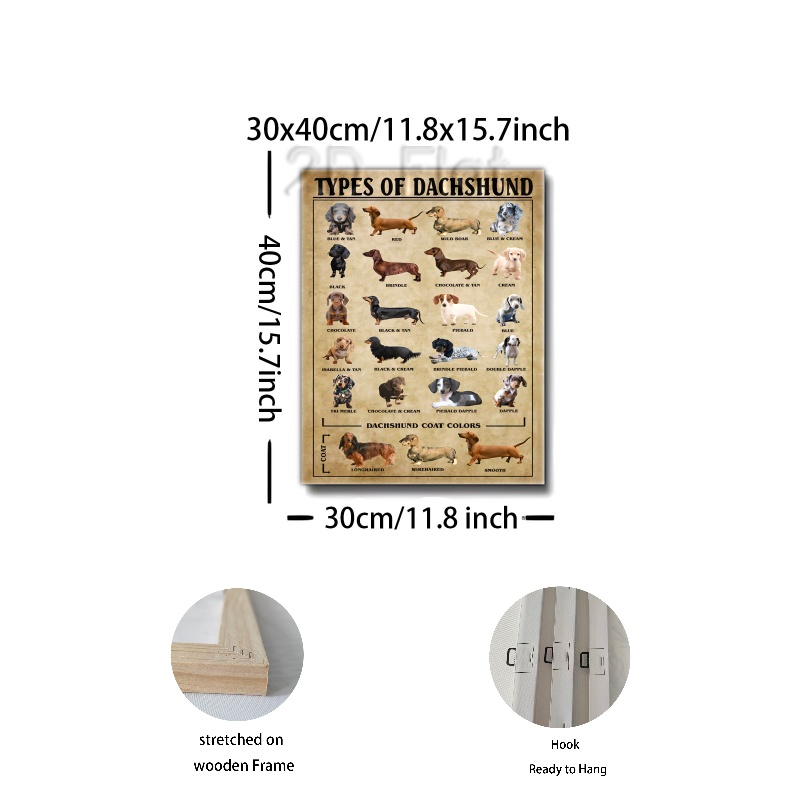 30x40cm/11.8x15.7inch
2D Flat
TYPES OF DACHSHUND
BLUE & TAN RED WILD BOAR BLUE & CREAM
BLACK BRINDLE CHOCOLATE & TAN CREAM
CHOCOLATE BLACK & TAN PIEBALD BLUE
ISABELLA & TAN BLACK & CREAM BRINDLE PIEBALD DOUBLE DAPPLE
TRI MERLE CHOCOLATE & CREAM PIEBALD DAPPLE DAPPLE
DACHSHUND COAT COLORS
COAT
LONGHAIRED WIREHAIRED SMOOTH
40cm/15.7inch
30cm/11.8 inch
stretched on
wooden Frame
Hook
Ready to Hang